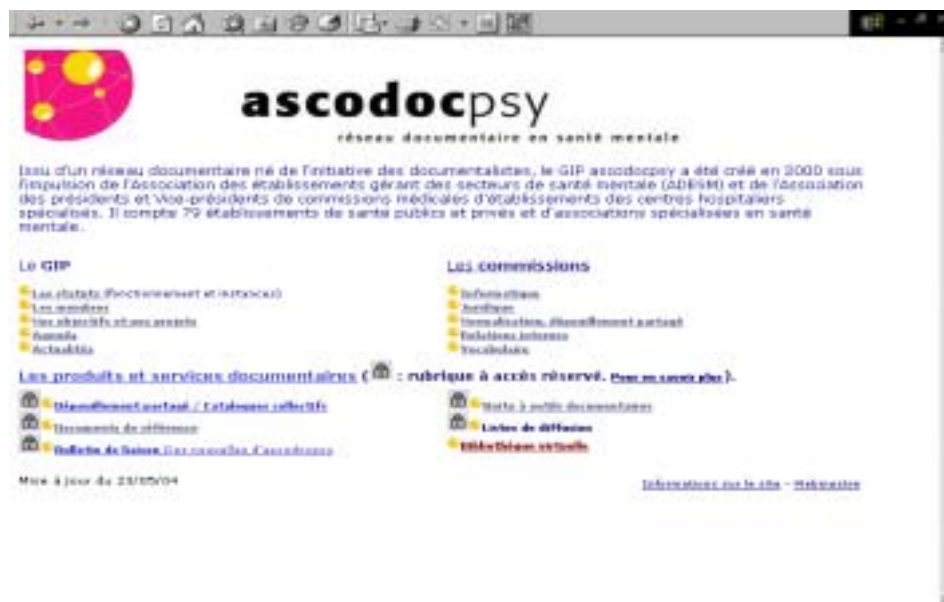 ascodocpsy
réseau documentaire en santé mentale
Issu d'un réseau documentaire né de l'initiative des documentalistes, le GIP ascodocpsy a été créé en 2000 sous
l'impulsion de l'Association des établissements gérant des secteurs de santé mentale (ADESM) et de l'Association
des présidents et Vice-présidents de commissions médicales d'établissements des centres hospitaliers
spécialisés. Il compte 79 établissements de santé publics et privés et d'associations spécialisées en santé
mentale.
Le GIP
Les statuts (fonctionnement et instances)
Les membres
Nos objectifs et nos projets
Agenda
Actualités
Les commissions
Informatique
Juridique
Normalisation, dépouillement partagé
Relations internes
Vocabulaire
Les produits et services documentaires ( : rubrique à accès réservé. Pour en savoir plus ).
Dépouillement partagé / Catalogues collectifs
Documents de référence
Bulletin de liaison Des nouvelles d'ascodocpsy
Boîte à outils documentaires
Listes de diffusion
Bibliothèque virtuelle
Mise à jour du /05/04
Informations sur le site - Webmestre